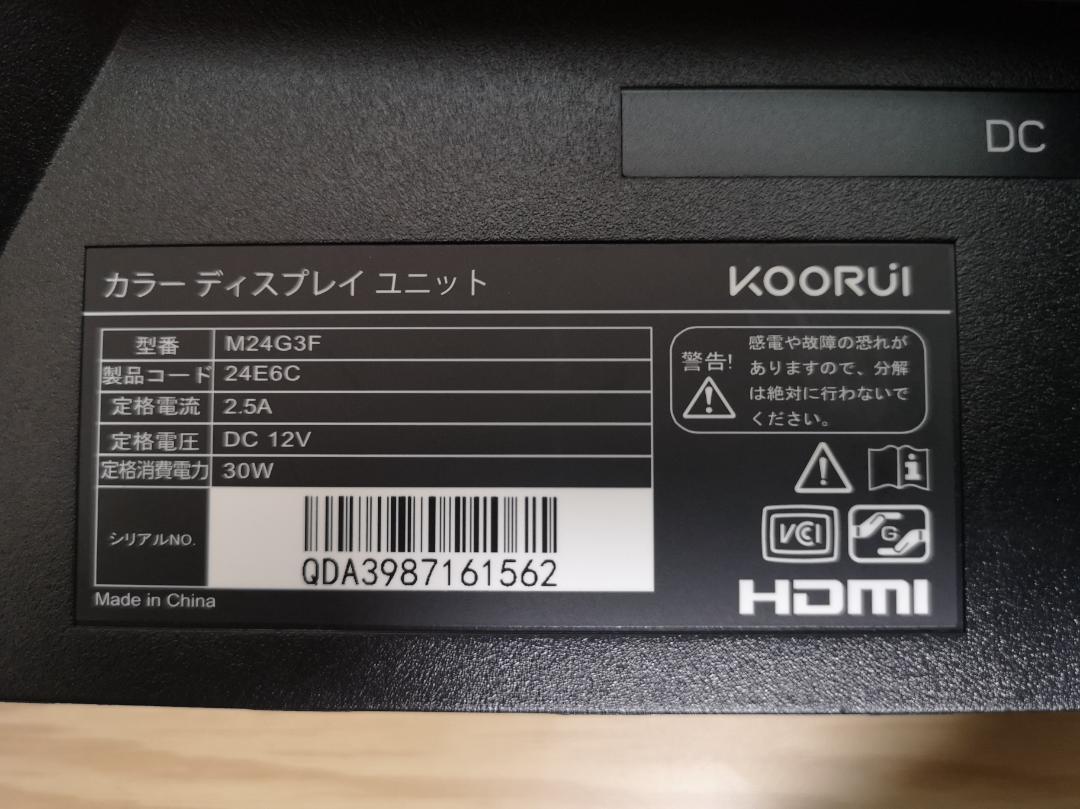 DC
カラー ディスプレイ ユニット
KOORUI
型番 M24G3F
製品コード 24E6C
定格電流 2.5A
定格電圧 DC 12V
定格消費電力 30W
シリアルNO.
QDA3987161562
Made in China
警告!
感電や故障の恐れが
ありますので、分解
は絶対に行わないで
ください。
VCCI
G
HDMI